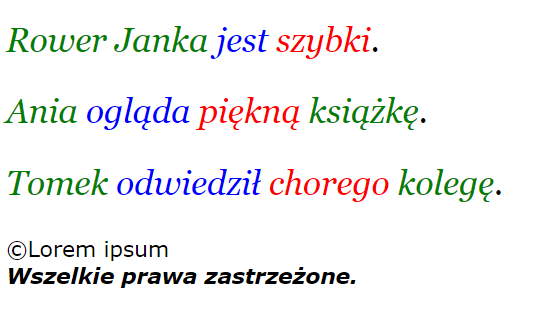 Rower Janka jest szybki.
Ania ogląda piękną książkę.
Tomek odwiedził chorego kolegę.
©Lorem ipsum
Wszelkie prawa zastrzeżone.